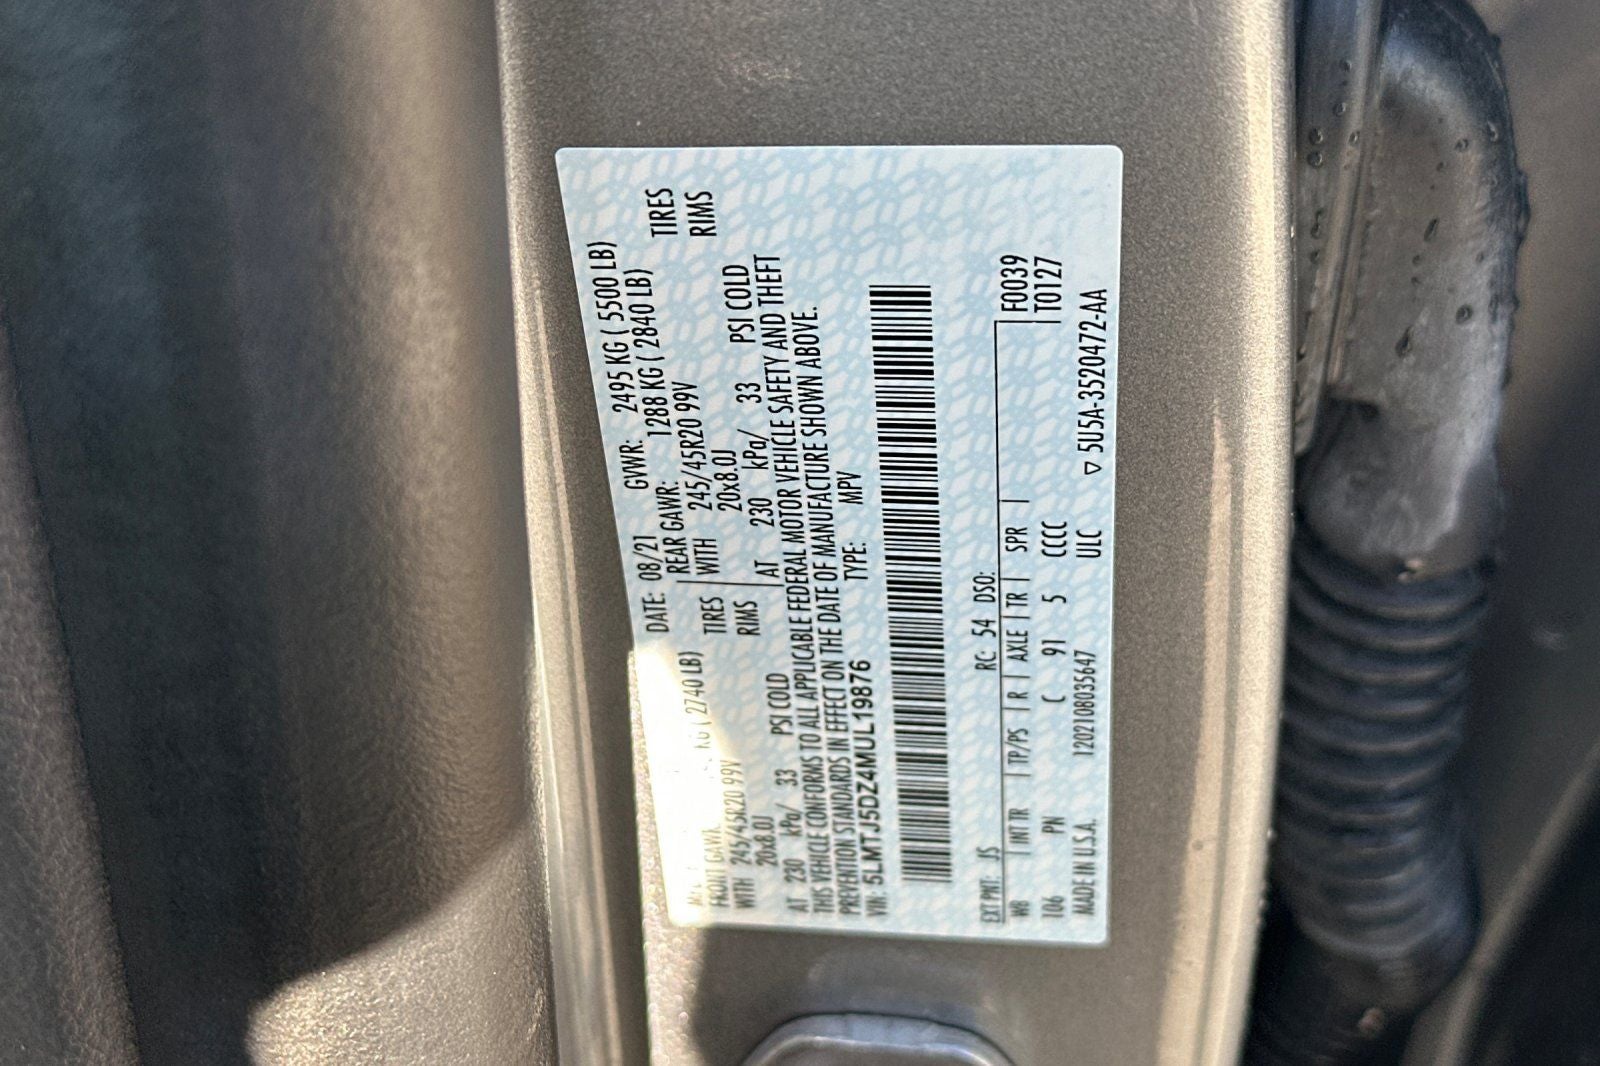 DATE: 08/21 GVWR: 2495 KG ( 5500 LB)
KG ( 2740 LB) REAR GAWR: 1288 KG ( 2840 LB)
WITH 245/45R20 99V TIRES WITH 245/45R20 99V TIRES
20x8.0J RIMS 20x8.0J RIMS
AT 230 kPa/ 33 PSI COLD AT 230 kPa/ 33 PSI COLD
THIS VEHICLE CONFORMS TO ALL APPLICABLE FEDERAL MOTOR VEHICLE SAFETY AND THEFT
PREVENTION STANDARDS IN EFFECT ON THE DATE OF MANUFACTURE SHOWN ABOVE.
VIN: 5LMTJ5DZ4MUL19876 TYPE: MPV
EXT PNT: JS RC: 54 DSO: F0039
WB INT TR TP/PS R AXLE TR SPR T0127
106 PN C 91 5 CCCC
MADE IN U.S.A. 120210803S647 ULC ▽ 5U5A-3520472-AA